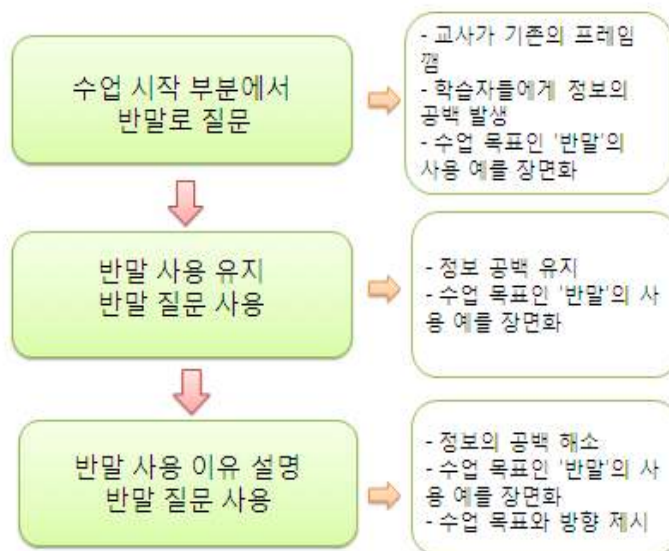 수업 시작 부분에서
반말로 질문
- 교사가 기존의 프레임
깸
- 학습자들에게 정보의
공백 발생
- 수업 목표인 '반말'의
사용 예를 장면화
반말 사용 유지
반말 질문 사용
- 정보 공백 유지
- 수업 목표인 '반말'의 사
용 예를 장면화
반말 사용 이유 설명
반말 질문 사용
- 정보의 공백 해소
- 수업 목표인 '반말'의 사
용 예를 장면화
- 수업 목표와 방향 제시